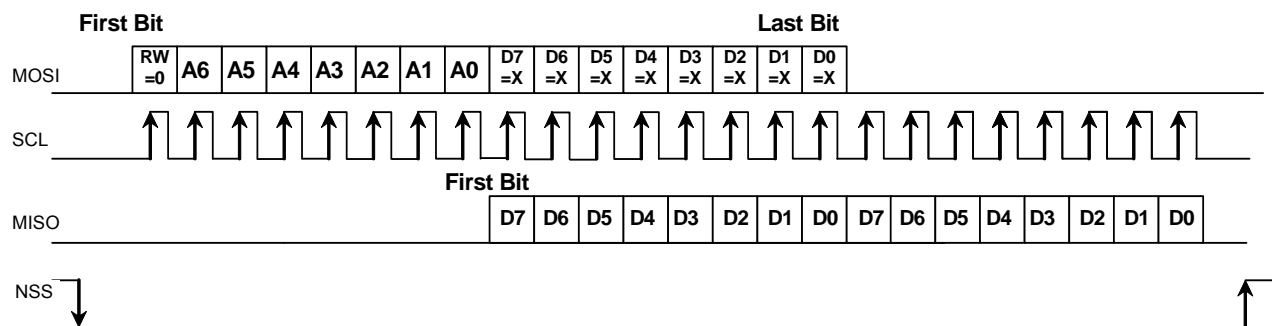 First Bit Last Bit
MOSI RW =0 A6 A5 A4 A3 A2 A1 A0 D7 =X D6 =X D5 =X D4 =X D3 =X D2 =X D1 =X D0 =X
SCL
First Bit
MISO D7 D6 D5 D4 D3 D2 D1 D0 D7 D6 D5 D4 D3 D2 D1 D0
NSS